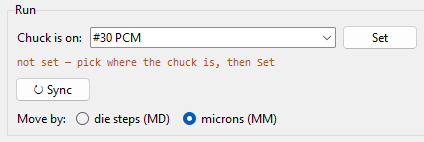 Run
Chuck is on: #30 PCM Set
not set — pick where the chuck is, then Set
↻ Sync
Move by: die steps (MD) microns (MM)